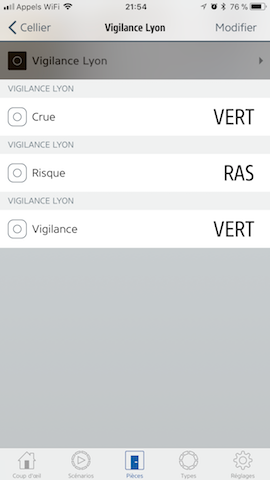 Appels WiFi 21:54 76 %
Cellier Vigilance Lyon Modifier
Vigilance Lyon
VIGILANCE LYON
Crue VERT
VIGILANCE LYON
Risque RAS
VIGILANCE LYON
Vigilance VERT
Coup d'œil Scénarios Pièces Types Réglages